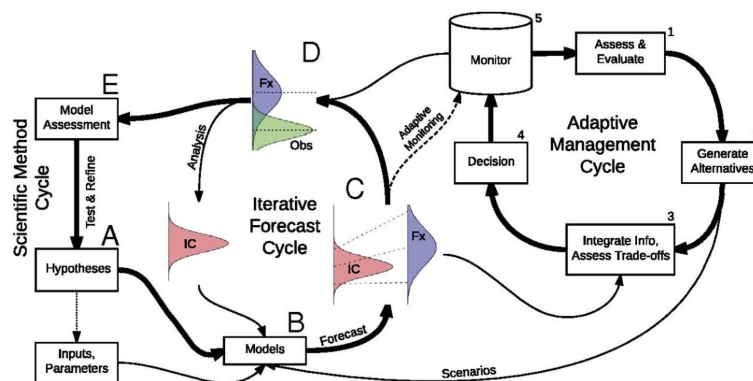 D
5
Monitor
1
Assess &
Evaluate
E
Model
Assessment
Fx
Obs
Analysis
Adaptive
Monitoring
4
Decision
Adaptive
Management
Cycle
Generate
Alternatives
Scientific Method
Cycle
Test & Refine
Iterative
Forecast
Cycle
C
A
Hypotheses
IC
IC
Fx
3
Integrate Info,
Assess Trade-offs
B
Models
Forecast
Inputs,
Parameters
Scenarios